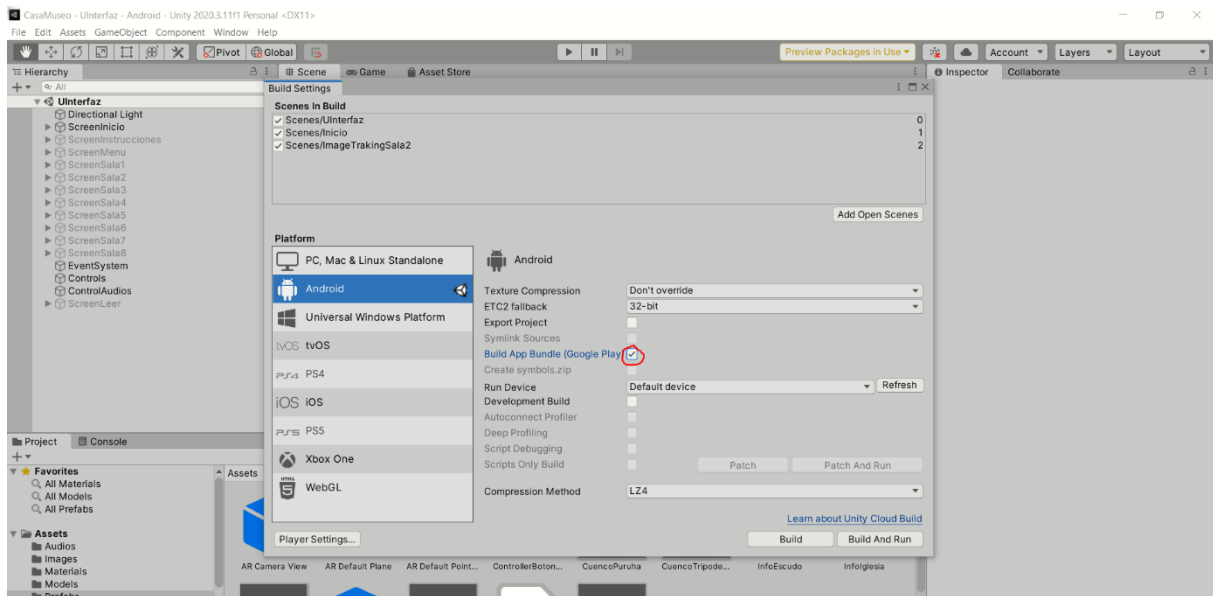 CasaMuseo - UInterfaz - Android - Unity 2020.3.11f1 Personal <DX11>
File Edit Assets GameObject Component Window Help
Pivot Global Preview Packages in Use Account Layers Layout
Hierarchy Scene Game Asset Store Inspector Collaborate
All
UInterfaz
Directional Light
ScreenInicio
ScreenInstrucciones
ScreenMenu
ScreenSala1
ScreenSala2
ScreenSala3
ScreenSala4
ScreenSala5
ScreenSala6
ScreenSala7
ScreenSala8
EventSystem
Controls
ControlAudios
ScreenLeer
Build Settings
Scenes In Build
Scenes/UInterfaz 0
Scenes/Inicio 1
Scenes/ImageTrakingSala2 2
Add Open Scenes
Platform
PC, Mac & Linux Standalone
Android
Universal Windows Platform
tvOS tvOS
PS4 PS4
iOS iOS
PS5 PS5
Xbox One
HTML 5 WebGL
Android
Texture Compression Don't override
ETC2 fallback 32-bit
Export Project
Symlink Sources
Build App Bundle (Google Play
Create symbols.zip
Run Device Default device Refresh
Development Build
Autoconnect Profiler
Deep Profiling
Script Debugging
Scripts Only Build Patch Patch And Run
Compression Method LZ4
Learn about Unity Cloud Build
Player Settings... Build Build And Run
Project Console
Favorites
All Materials
All Models
All Prefabs
Assets
Audios
Images
Materials
Models
Prefabs
Assets
AR Camera View AR Default Plane AR Default Point... ControllerBoton... CuencoPuruha CuencoTripode... InfoEscudo InfoIglesia